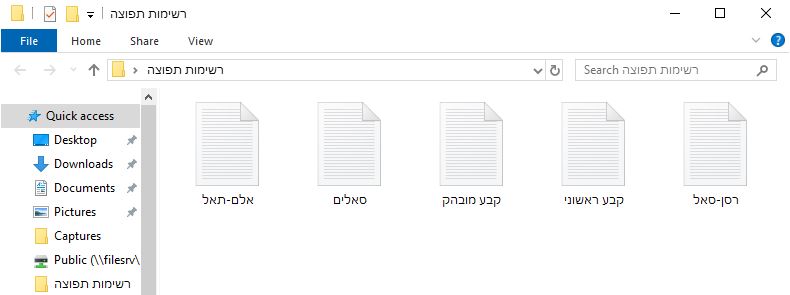 רשימות תפוצה
File Home Share View
רשימות תפוצה
Search רשימות תפוצה
Quick access
Desktop
Downloads
Documents
Pictures
Captures
Public (\\filesrv\
רשימות תפוצה
אלם-תאל
סאלים
קבע מובהק
קבע ראשוני
רסן-סאל